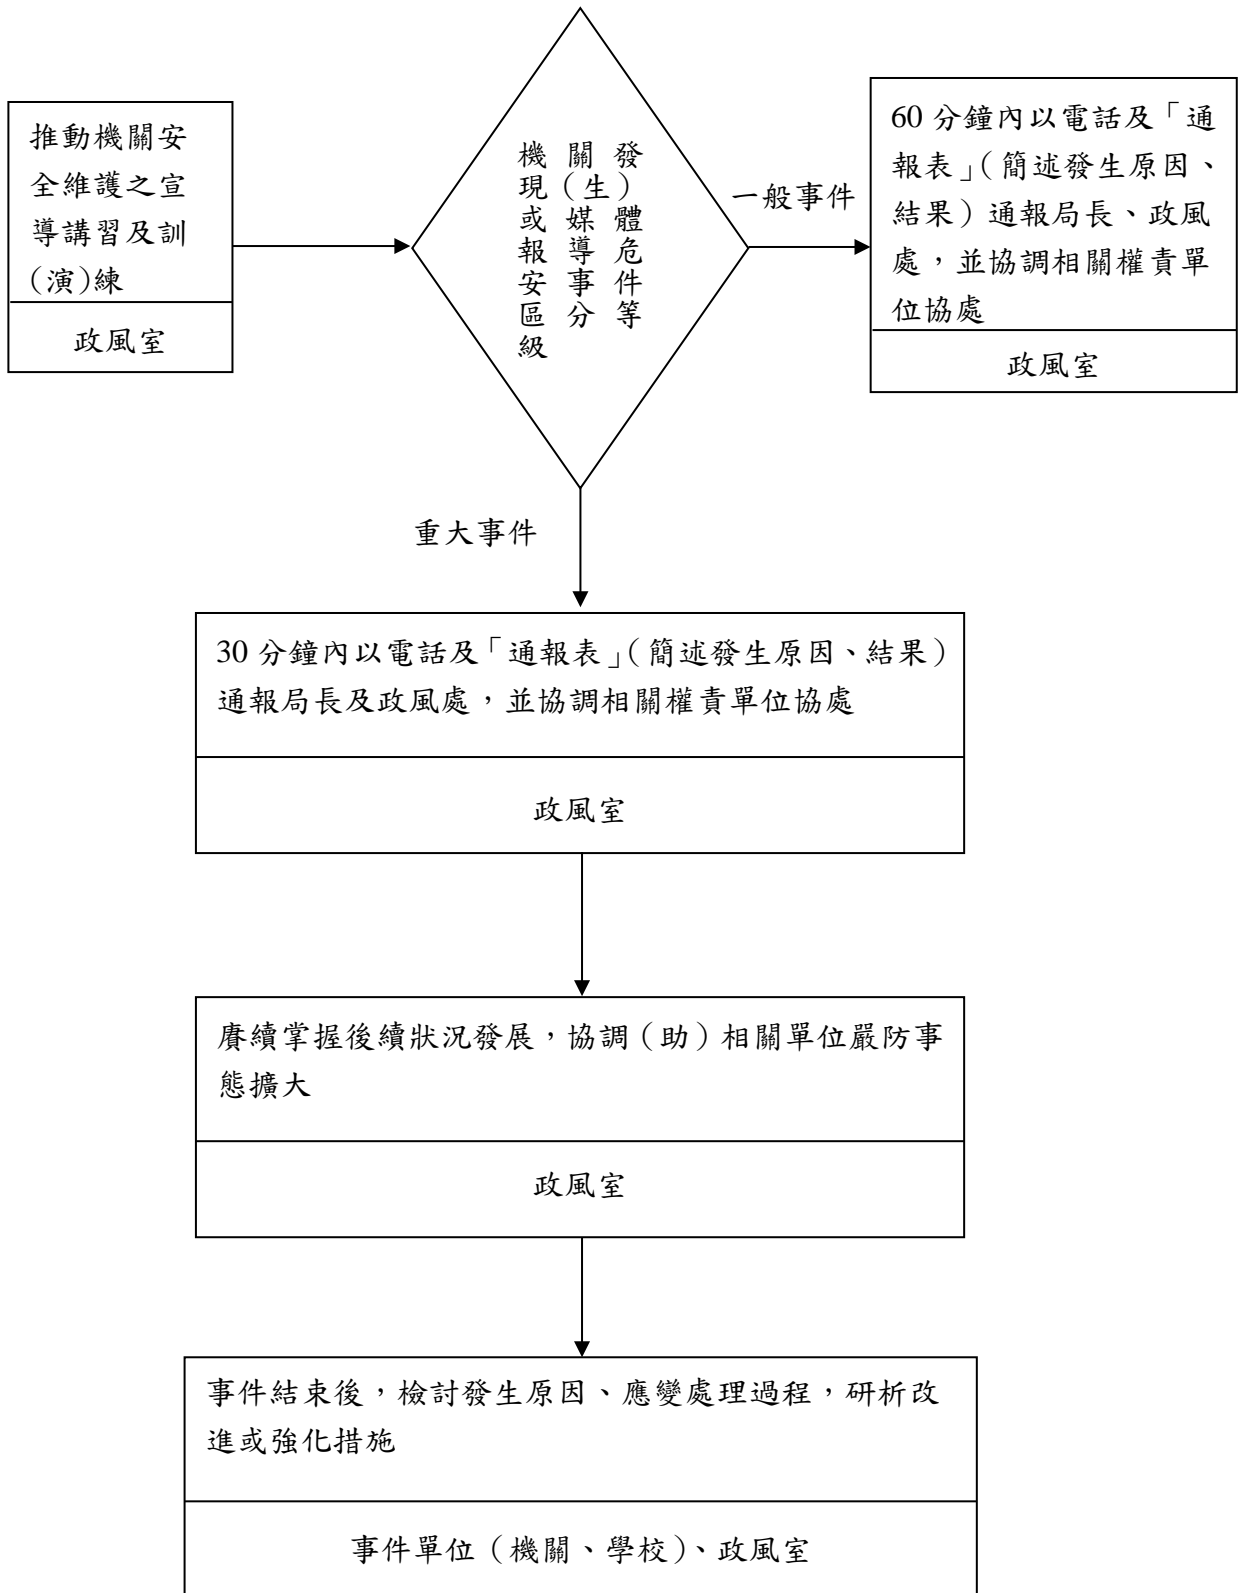 推動機關安
全維護之宣
導講習及訓
(演)練
政風室
機關發
現(生)
或媒體
報導危
安事件
區分等
級
一般事件
60 分鐘內以電話及「通
報表」(簡述發生原因、
結果)通報局長、政風
處,並協調相關權責單
位協處
政風室
重大事件
30 分鐘內以電話及「通報表」(簡述發生原因、結果)
通報局長及政風處,並協調相關權責單位協處
政風室
賡續掌握後續狀況發展,協調(助)相關單位嚴防事
態擴大
政風室
事件結束後,檢討發生原因、應變處理過程,研析改
進或強化措施
事件單位(機關、學校)、政風室